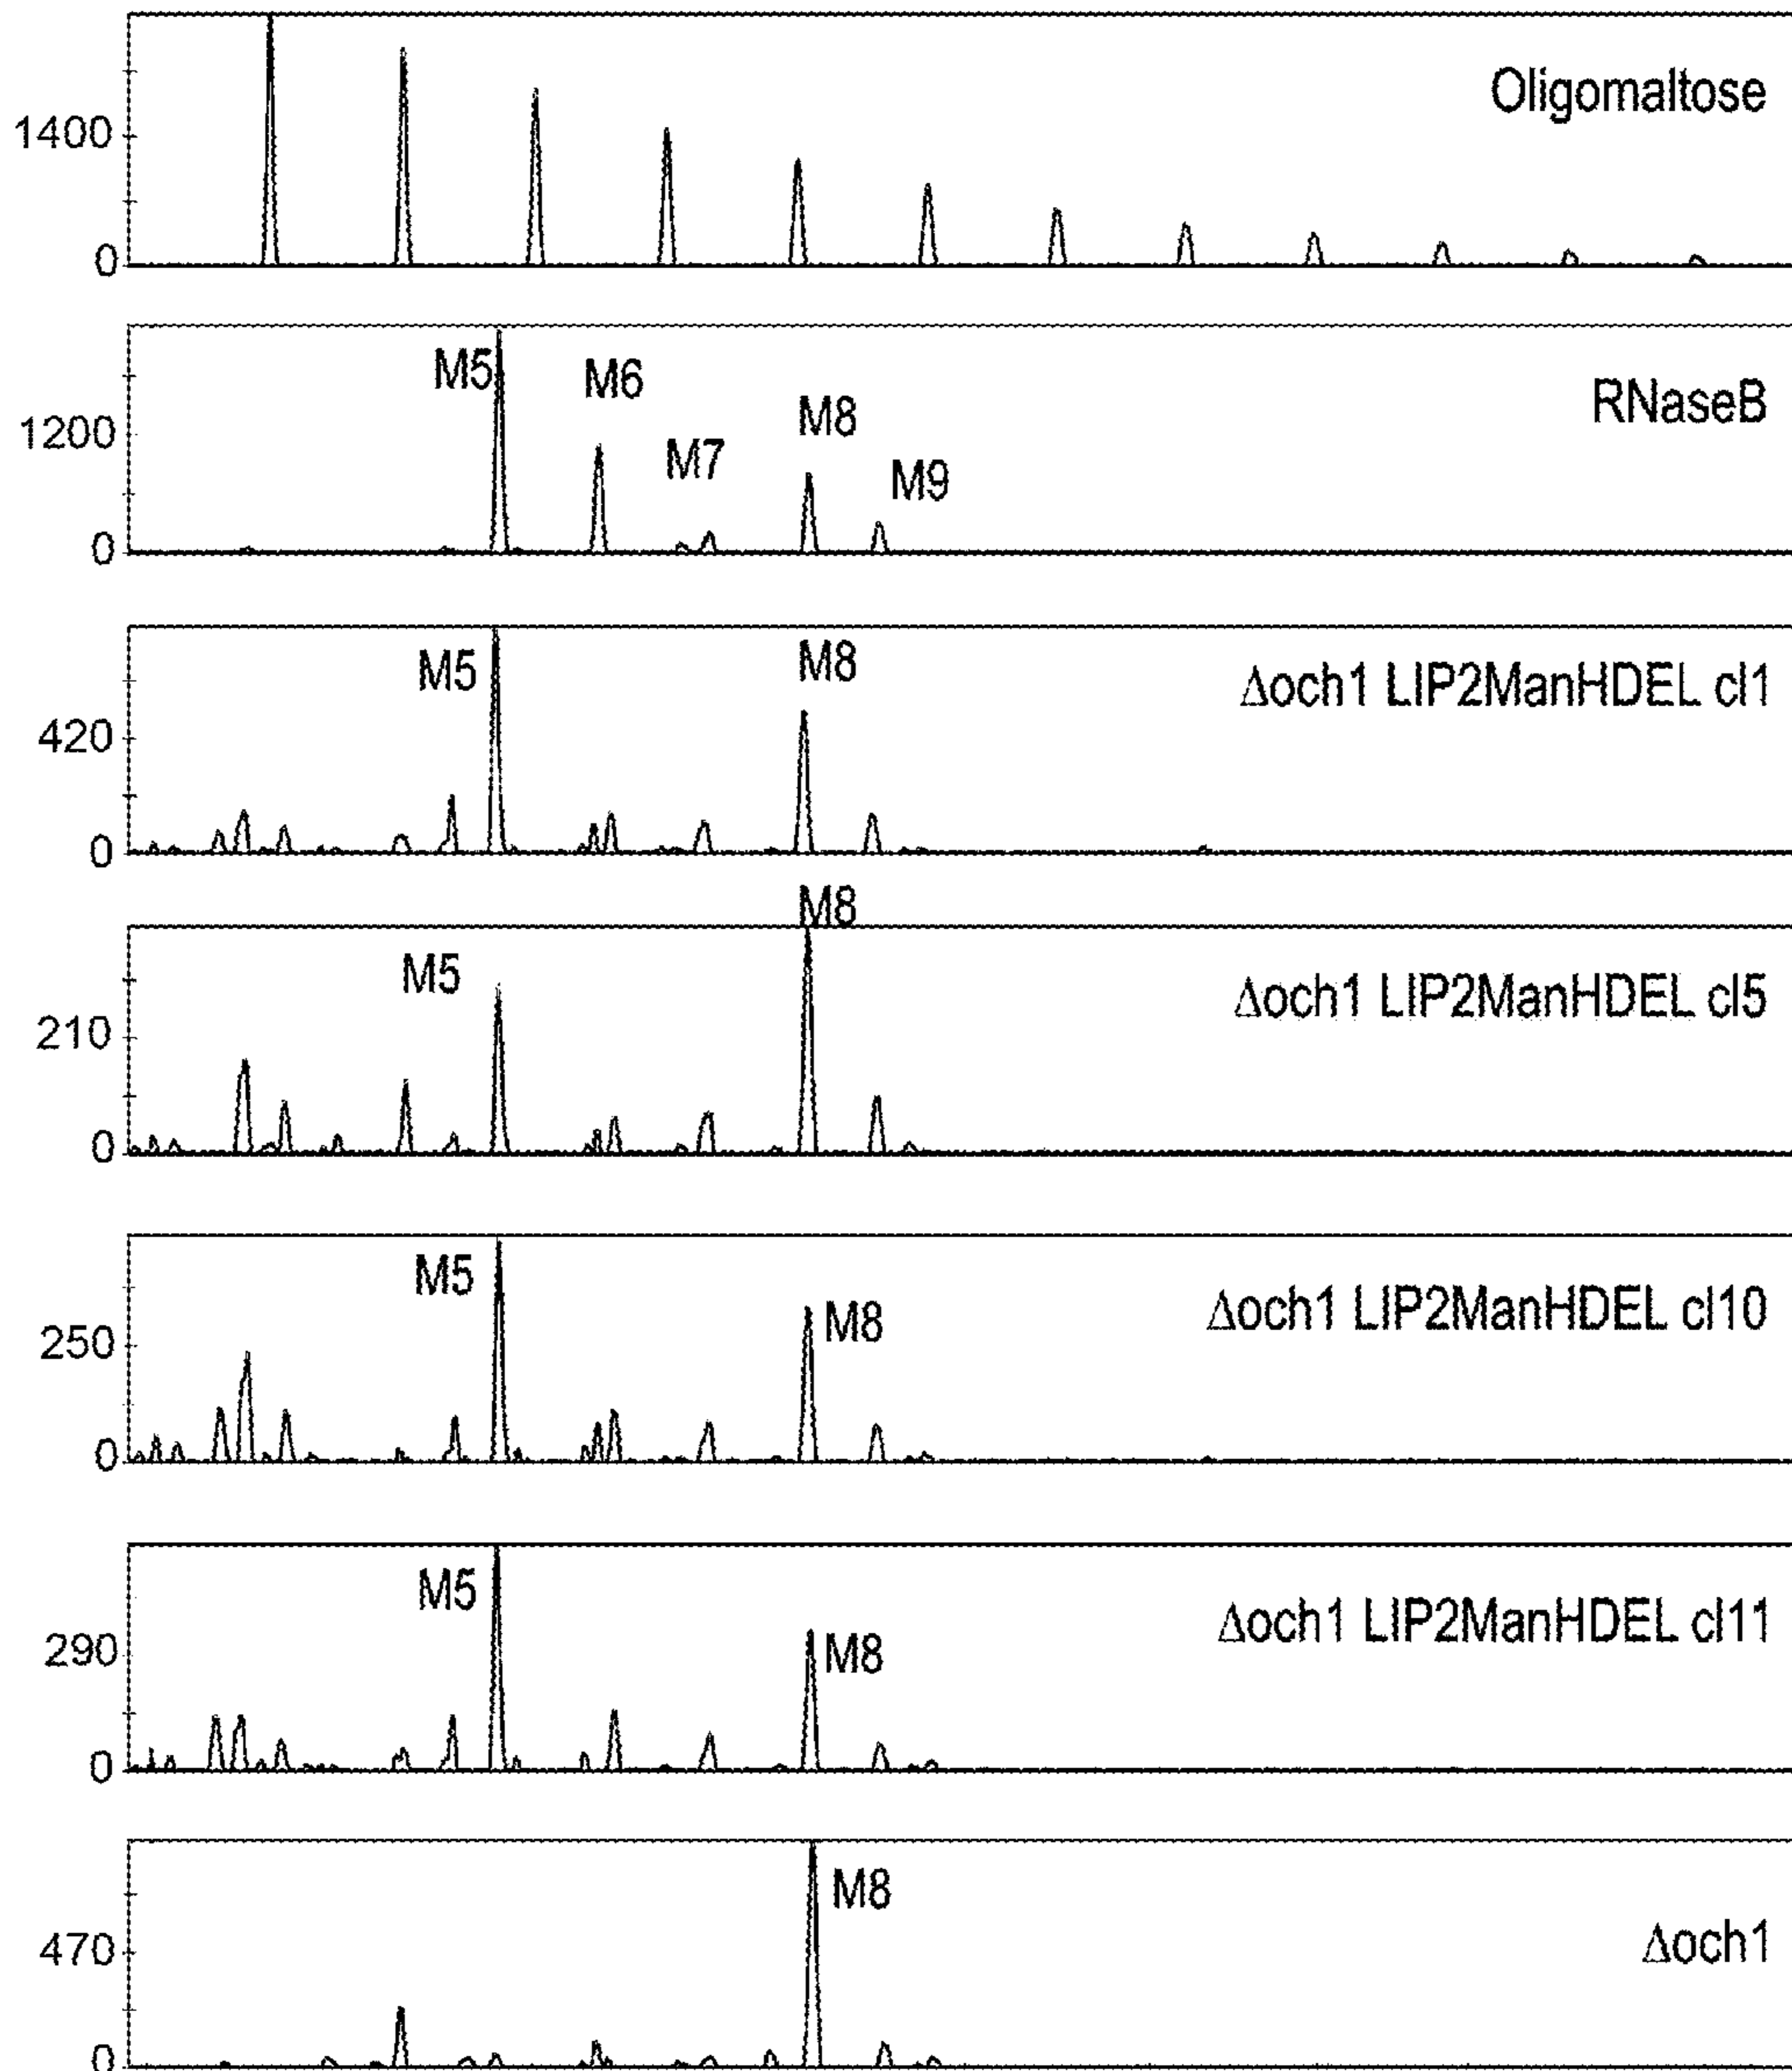 Oligomaltose
1400
0
RNaseB
M5
M6
M8
1200
M7
M9
0
Δoch1 LIP2ManHDEL cl1
M5
M8
420
0
M8
Δoch1 LIP2ManHDEL cl5
M5
210
0
Δoch1 LIP2ManHDEL cl10
M5
M8
250
0
Δoch1 LIP2ManHDEL cl11
M5
M8
290
0
M8
Δoch1
470
0